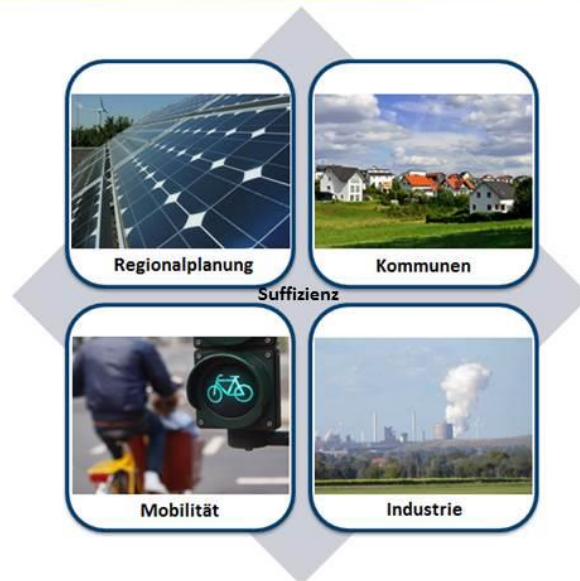 Regionalplanung
Kommunen
Suffizienz
Mobilität
Industrie